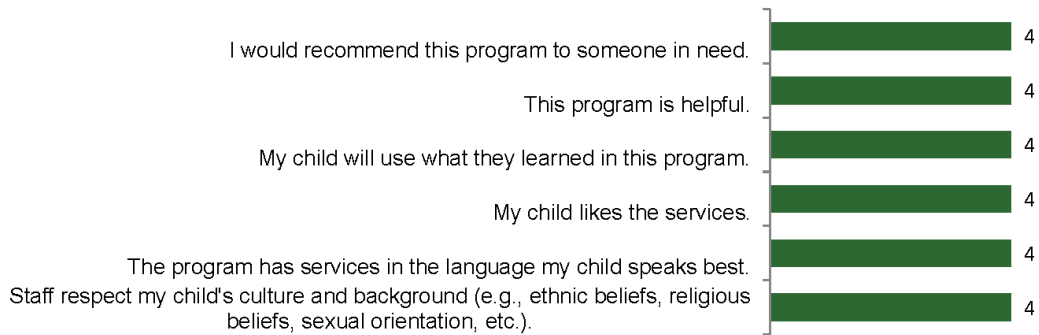 I would recommend this program to someone in need.
4
This program is helpful.
4
My child will use what they learned in this program.
4
My child likes the services.
4
The program has services in the language my child speaks best.
4
Staff respect my child's culture and background (e.g., ethnic beliefs, religious
beliefs, sexual orientation, etc.).
4